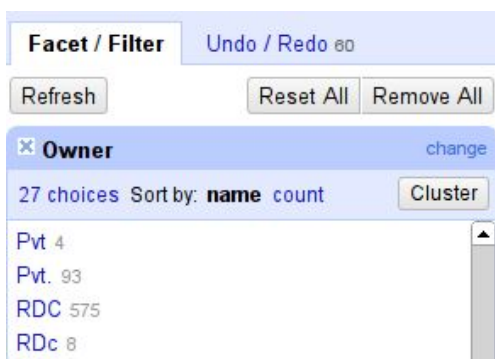 Facet / Filter Undo / Redo 60
Refresh Reset All Remove All
Owner change
27 choices Sort by: name count Cluster
Pvt 4
Pvt. 93
RDC 575
RDc 8